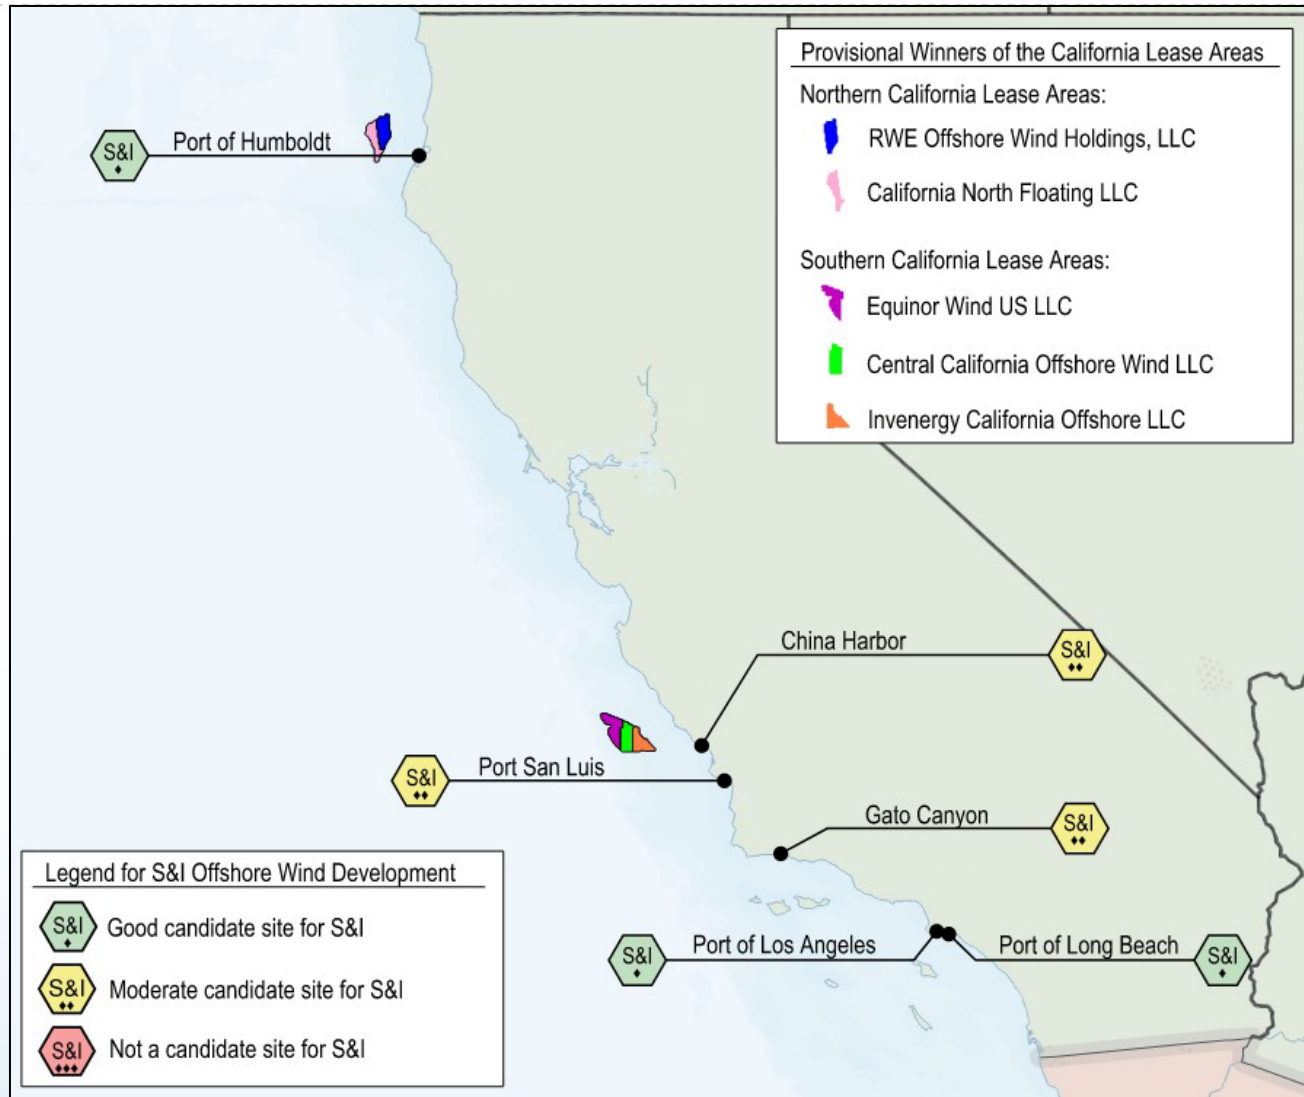 Provisional Winners of the California Lease Areas
Northern California Lease Areas:
RWE Offshore Wind Holdings, LLC
California North Floating LLC
Southern California Lease Areas:
Equinor Wind US LLC
Central California Offshore Wind LLC
Invenergy California Offshore LLC
S&I
Port of Humboldt
China Harbor
S&I
S&I
Port San Luis
Gato Canyon
S&I
S&I
Port of Los Angeles
Port of Long Beach
S&I
Legend for S&I Offshore Wind Development
S&I
Good candidate site for S&I
S&I
Moderate candidate site for S&I
S&I
Not a candidate site for S&I